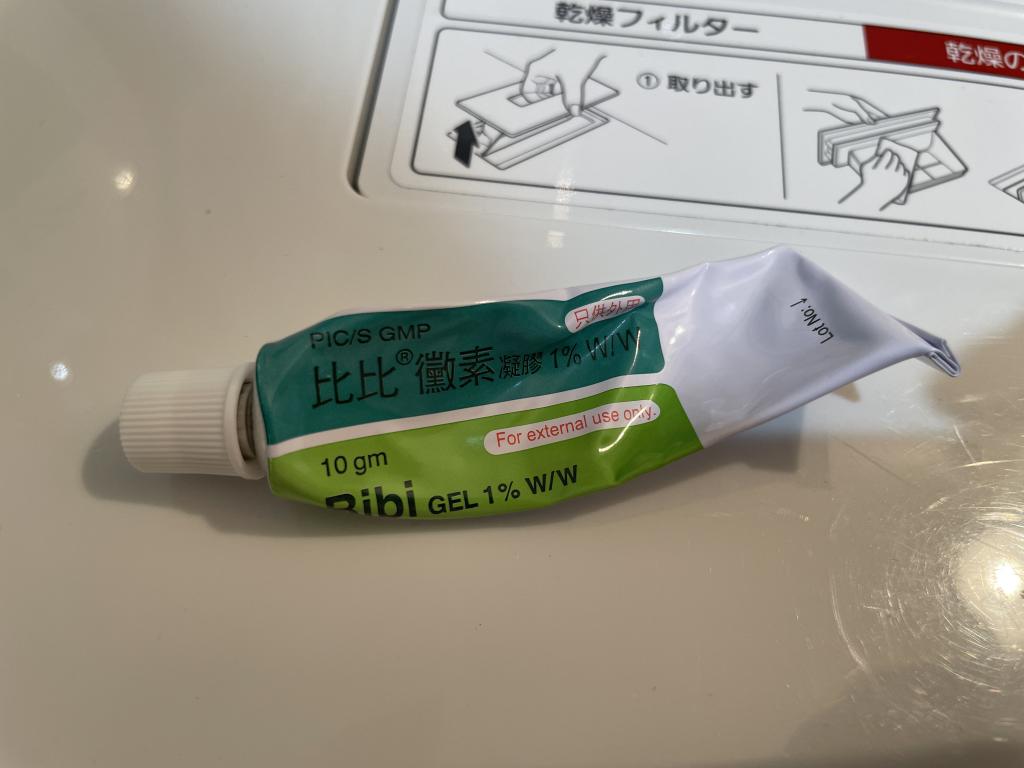 乾燥フィルター
乾燥の
① 取り出す
PIC/S GMP
只供外用
比比®黴素 凝膠 1% W/W
For external use only.
10 gm
Bibi GEL 1% W/W
Lot No.: